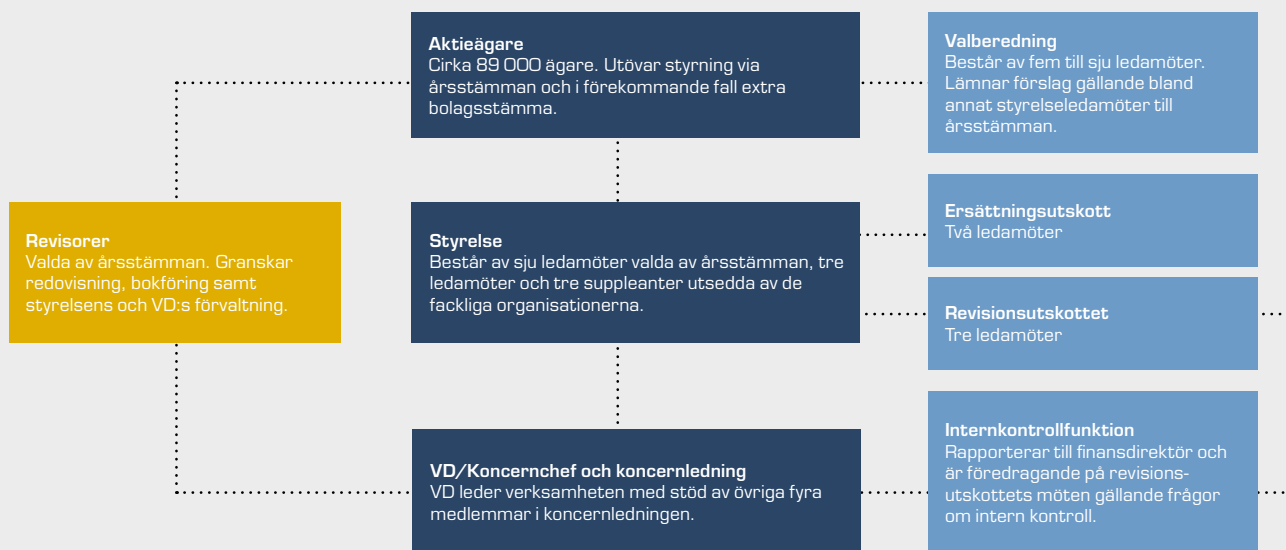 Aktieägare
Cirka 89 000 ägare. Utövar styrning via
årsstämman och i förekommande fall extra
bolagsstämma.
Valberedning
Består av fem till sju ledamöter.
Lämnar förslag gällande bland
annat styrelseledamöter till
årsstämman.
Revisorer
Valda av årsstämman. Granskar
redovisning, bokföring samt
styrelsens och VD:s förvaltning.
Styrelse
Består av sju ledamöter valda av årsstämman, tre
ledamöter och tre suppleanter utsedda av de
fackliga organisationerna.
Ersättningsutskott
Två ledamöter
Revisionsutskottet
Tre ledamöter
VD/Koncernchef och koncernledning
VD leder verksamheten med stöd av övriga fyra
medlemmar i koncernledningen.
Internkontrollfunktion
Rapporterar till finansdirektör och
är föredragande på revisions-
utskottets möten gällande frågor
om intern kontroll.